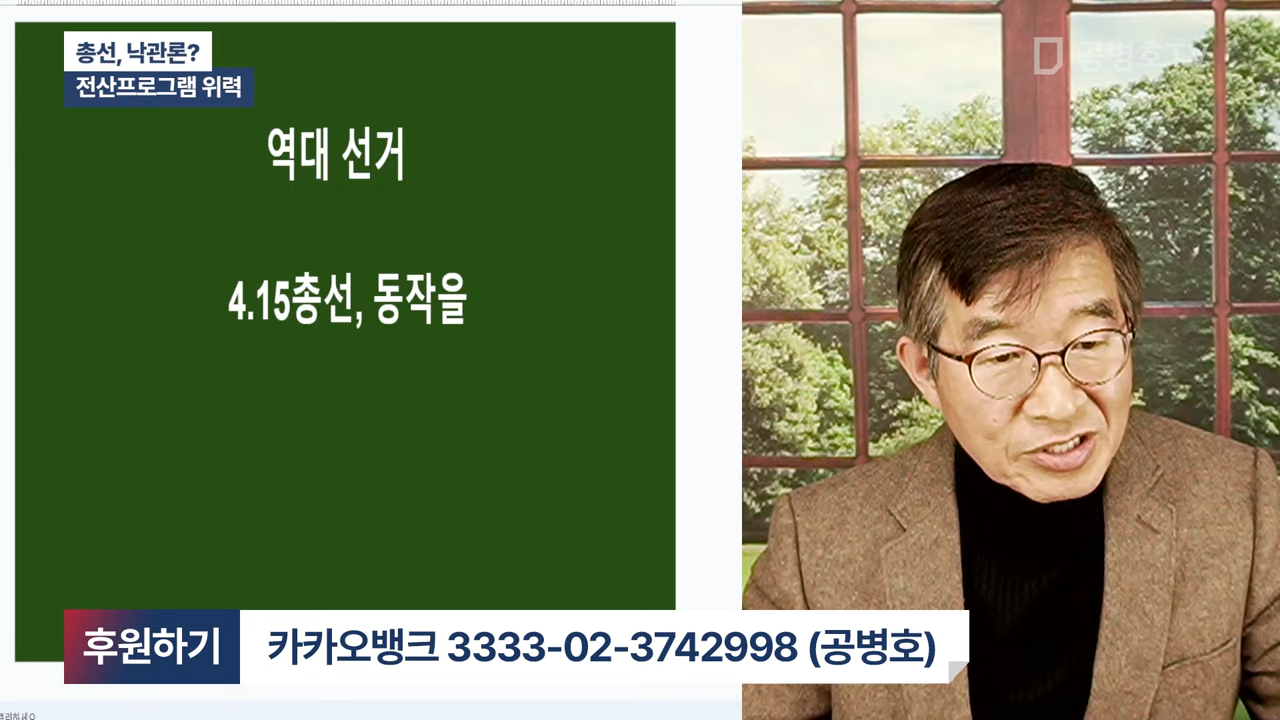 총선, 낙관론?
전산프로그램 위력
역대 선거
4.15총선, 동작을
공병호TV
후원하기
카카오뱅크 3333-02-3742998 (공병호)